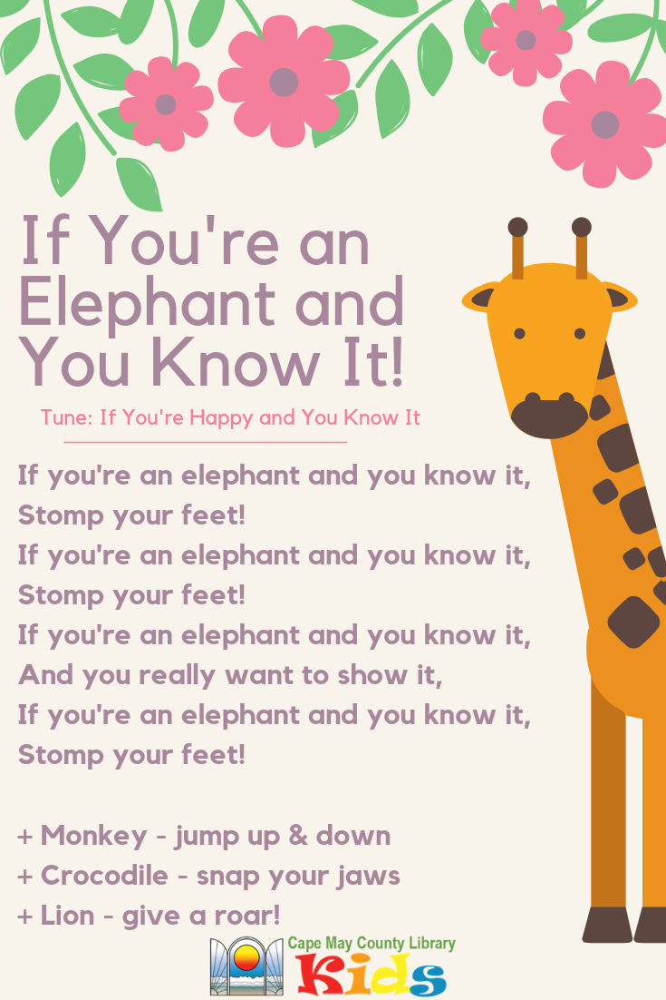 If You're an
Elephant and
You Know It!
Tune: If You're Happy and You Know It
If you're an elephant and you know it,
Stomp your feet!
If you're an elephant and you know it,
Stomp your feet!
If you're an elephant and you know it,
And you really want to show it,
If you're an elephant and you know it,
Stomp your feet!
+ Monkey - jump up & down
+ Crocodile - snap your jaws
+ Lion - give a roar!
Cape May County Library
Kids